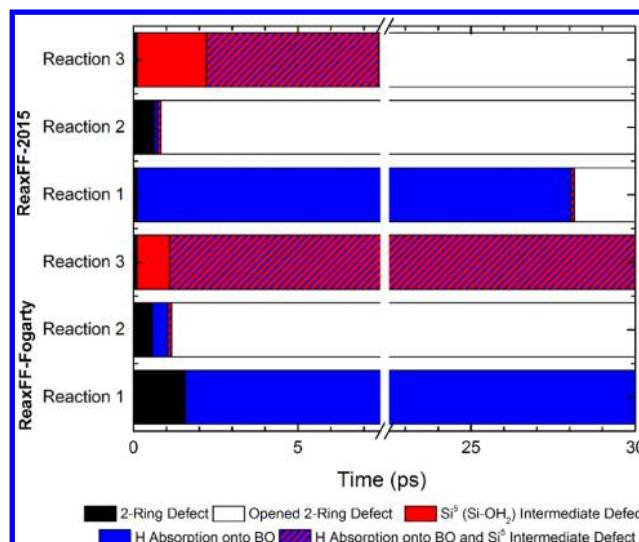 ReaxFF-2015
Reaction 3
Reaction 2
Reaction 1
ReaxFF-Fogarty
Reaction 3
Reaction 2
Reaction 1
0 5 25 30
Time (ps)
2-Ring Defect Opened 2-Ring Defect Si⁵ (Si-OH₂) Intermediate Defec
H Absorption onto BO H Absorption onto BO and Si⁵ Intermediate Defect